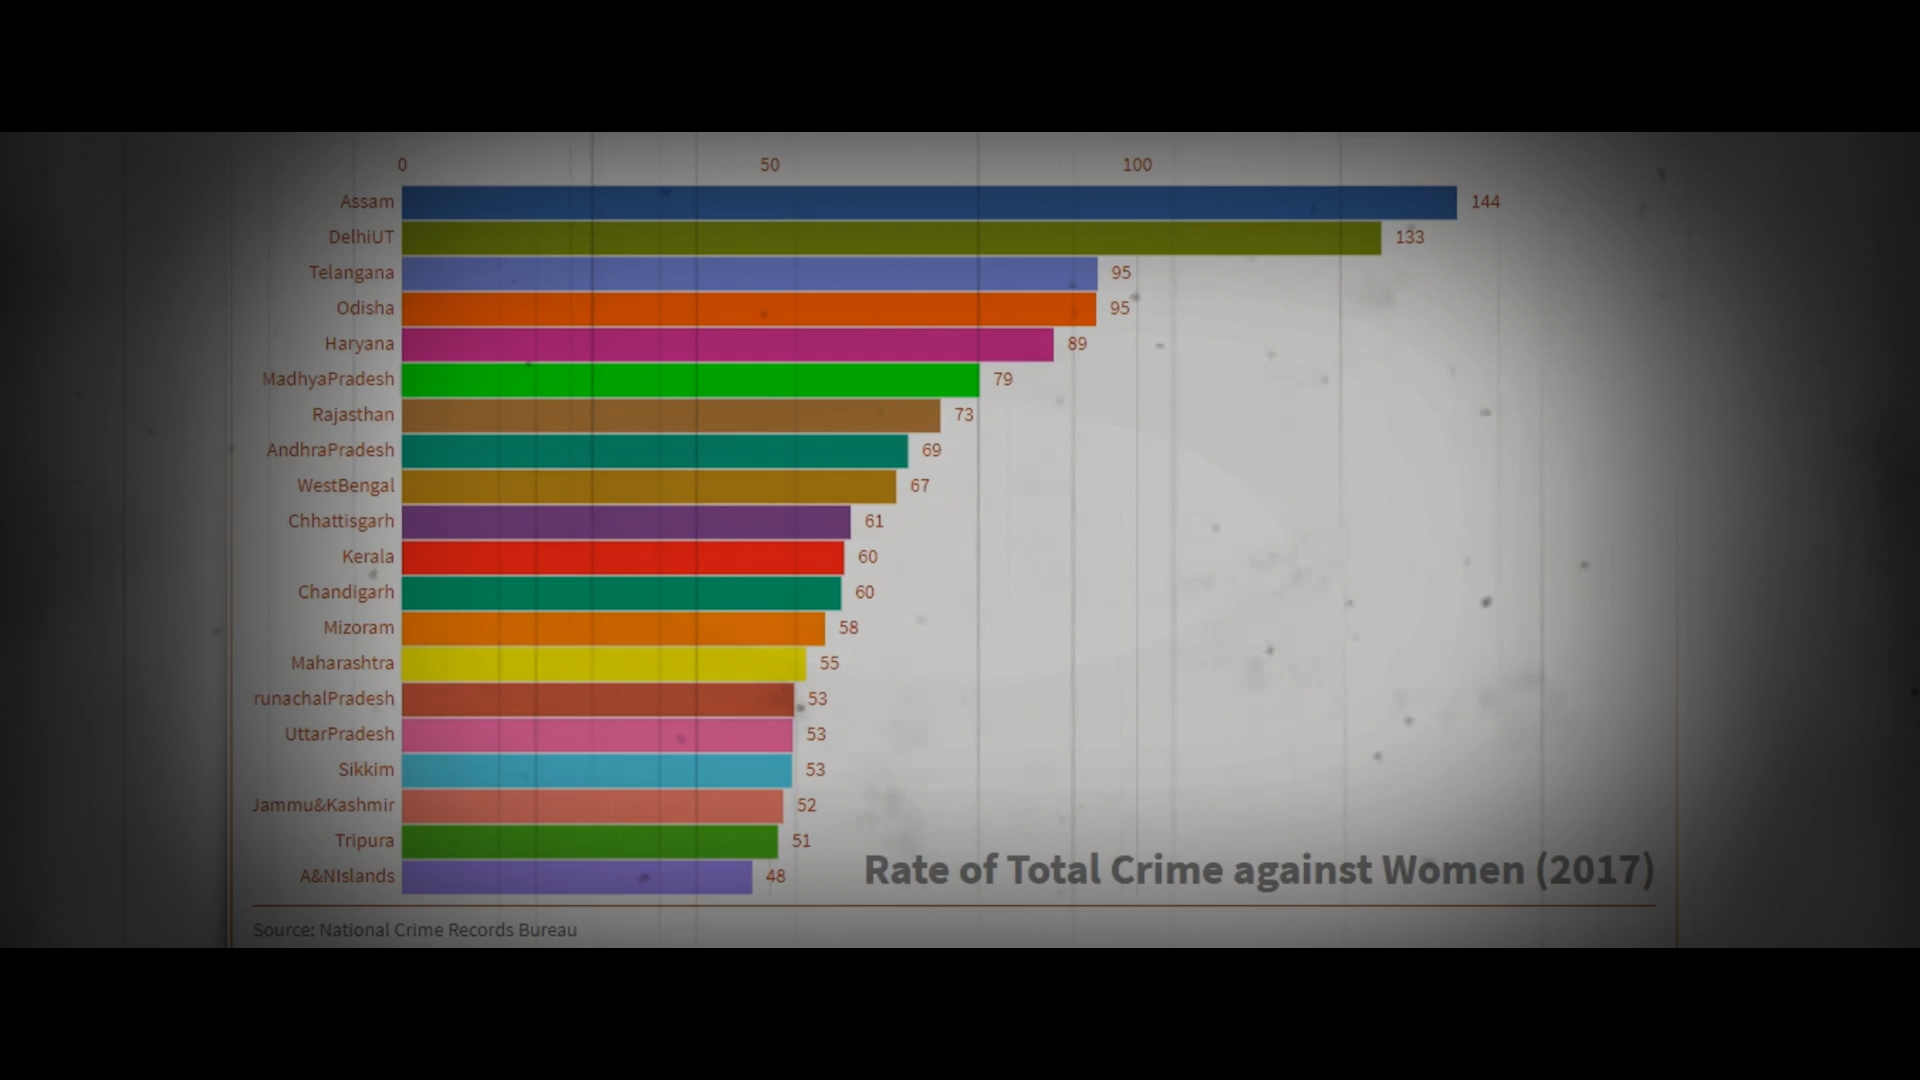 0 50 100
Assam 144
DelhiUT 133
Telangana 95
Odisha 95
Haryana 89
MadhyaPradesh 79
Rajasthan 73
AndhraPradesh 69
WestBengal 67
Chhattisgarh 61
Kerala 60
Chandigarh 60
Mizoram 58
Maharashtra 55
runachalPradesh 53
UttarPradesh 53
Sikkim 53
Jammu&Kashmir 52
Tripura 51
A&NIslands 48
Rate of Total Crime against Women (2017)
Source: National Crime Records Bureau